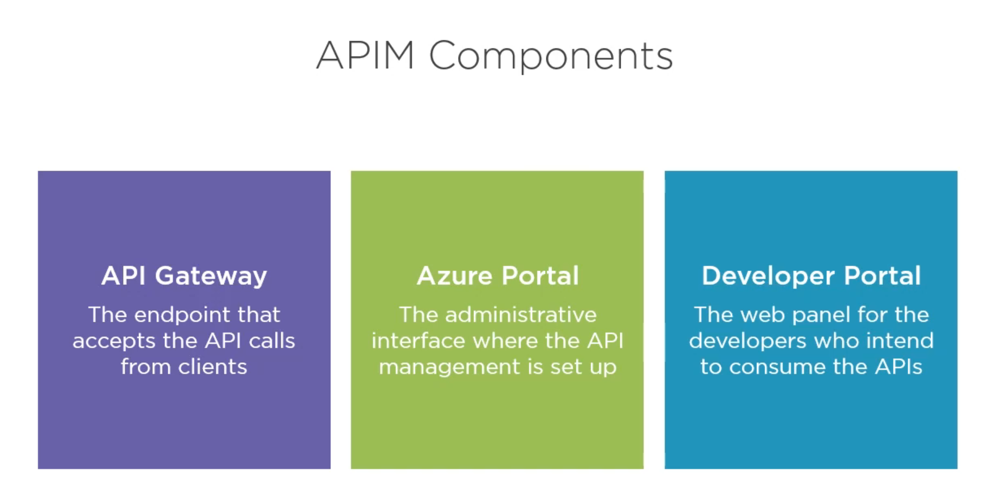 APIM Components
API Gateway
The endpoint that
accepts the API calls
from clients
Azure Portal
The administrative
interface where the API
management is set up
Developer Portal
The web panel for the
developers who intend
to consume the APIs